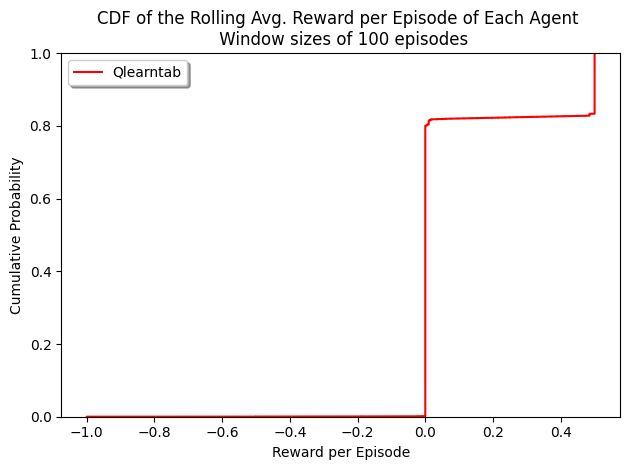 CDF of the Rolling Avg. Reward per Episode of Each Agent
Window sizes of 100 episodes
Qlearntab
Cumulative Probability
1.0
0.8
0.6
0.4
0.2
0.0
−1.0 −0.8 −0.6 −0.4 −0.2 0.0 0.2 0.4
Reward per Episode